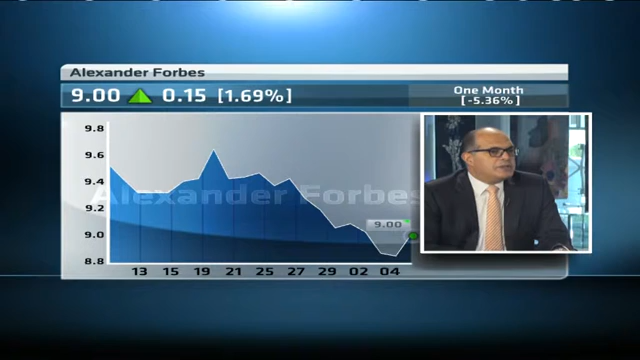 Alexander Forbes
9.00 0.15 [1.69%]
One Month
[-5.36%]
9.8
9.6
9.4
9.2
9.0
8.8
Alexander Forbes
9.00
13 15 19 21 25 27 29 02 04